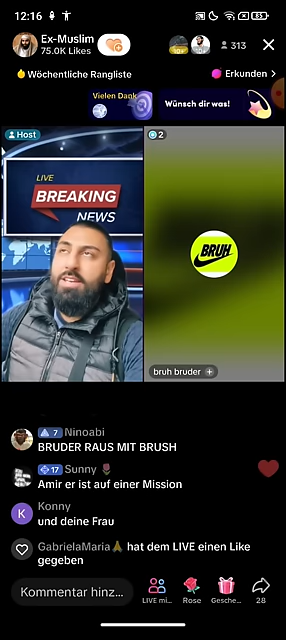 12:16
85
Ex-Muslim
75.0K Likes
313
Wöchentliche Rangliste
Erkunden >
Vielen Dank
Wünsch dir was!
Host
2
LIVE
BREAKING
NEWS
BRUH
bruh bruder +
7 Ninoabi
BRUDER RAUS MIT BRUSH
17 Sunny
Amir er ist auf einer Mission
K
Konny
und deine Frau
GabrielaMaria hat dem LIVE einen Like
gegeben
Kommentar hinz...
LIVE mi...
Rose
Gesche...
28